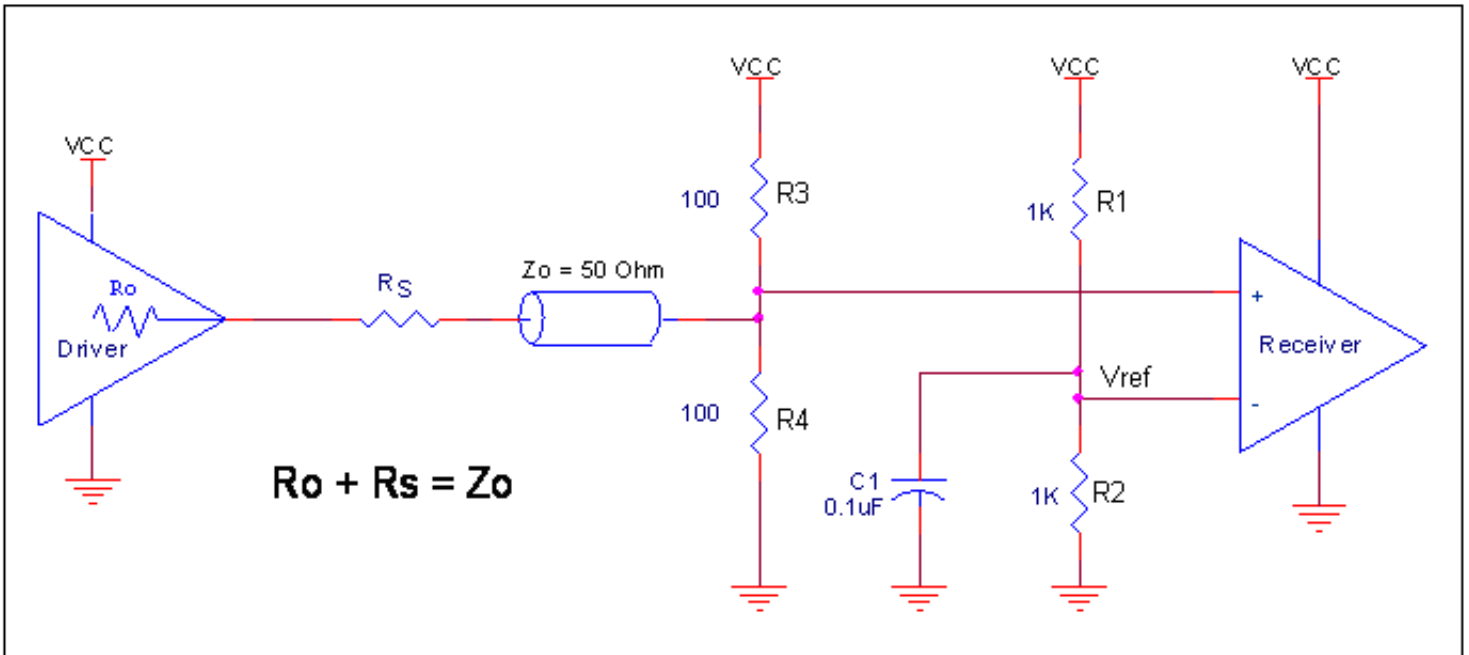 VCC
VCC
VCC
VCC
100
R3
1K
R1
Ro
Driver
RS
Zo = 50 Ohm
+
Receiver
Vref
-
100
R4
Ro + Rs = Zo
C1
0.1uF
1K
R2